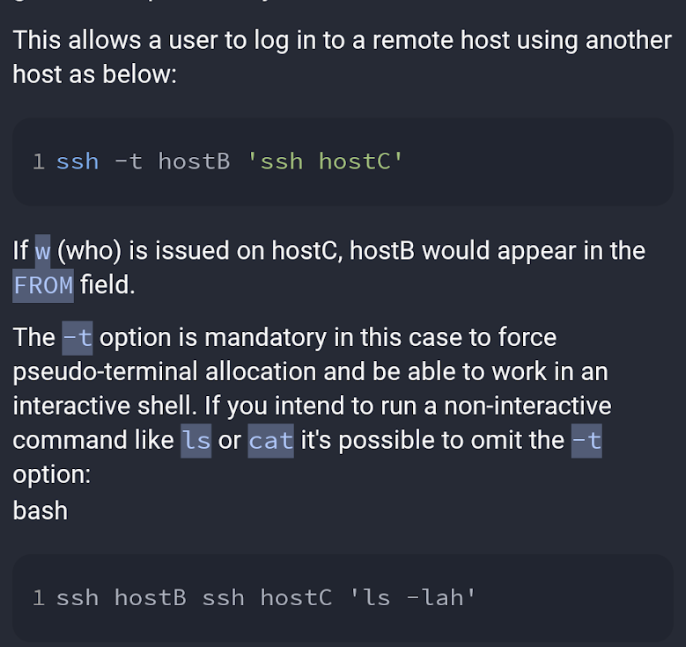 This allows a user to log in to a remote host using another
host as below:
1 ssh -t hostB 'ssh hostC'
If w (who) is issued on hostC, hostB would appear in the
FROM field.
The -t option is mandatory in this case to force
pseudo-terminal allocation and be able to work in an
interactive shell. If you intend to run a non-interactive
command like ls or cat it's possible to omit the -t
option:
bash
1 ssh hostB ssh hostC 'ls -lah'